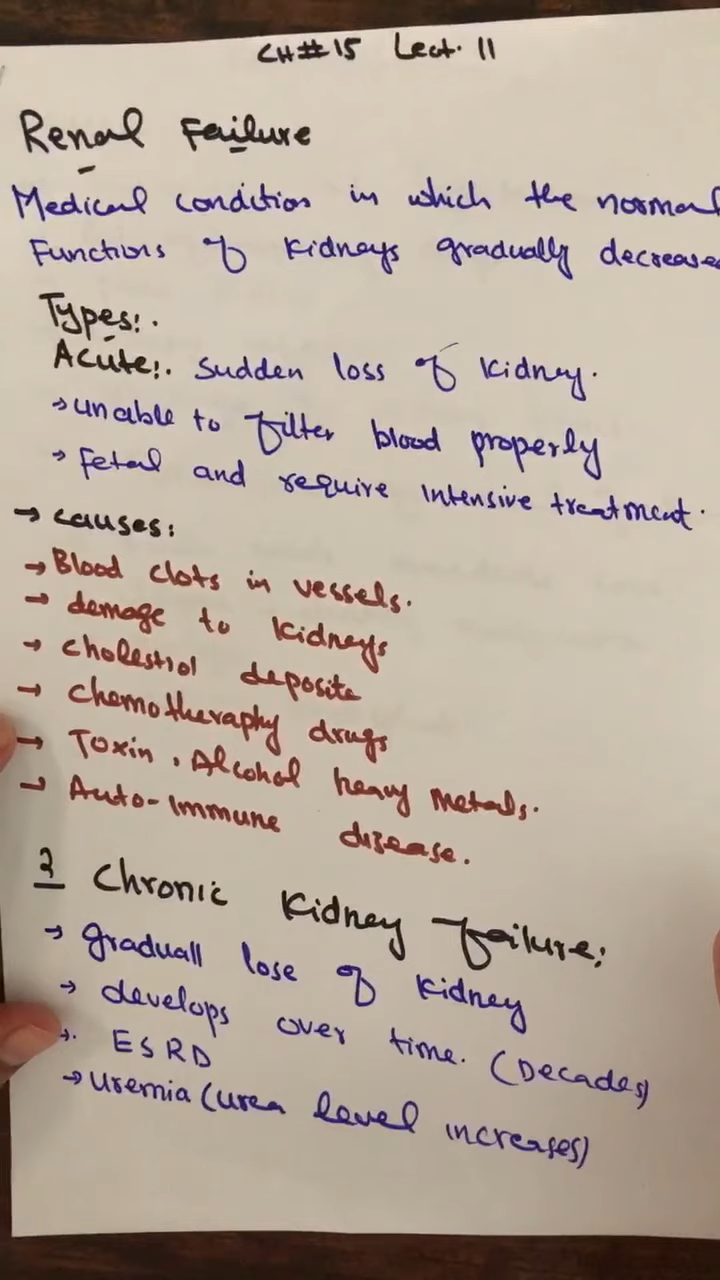 CH#15 Lect. 11
Renal Failure
Medical condition in which the normal
Functions of kidneys gradually decrease
Types:.
Acute:. Sudden loss of kidney.
→ unable to filter blood properly
→ Fetal and require intensive treatment.
→ causes:
→ Blood clots in vessels.
→ demage to kidneys
→ cholestrol deposite
→ chemotheraphy drugs
→ Toxin, Alcohol heavy metals.
→ Auto-Immune disease.
2 Chronic Kidney failure:
→ graduall lose of kidney
→ develops over time. (Decades)
→. ESRD
→ uremia (urea level increases)